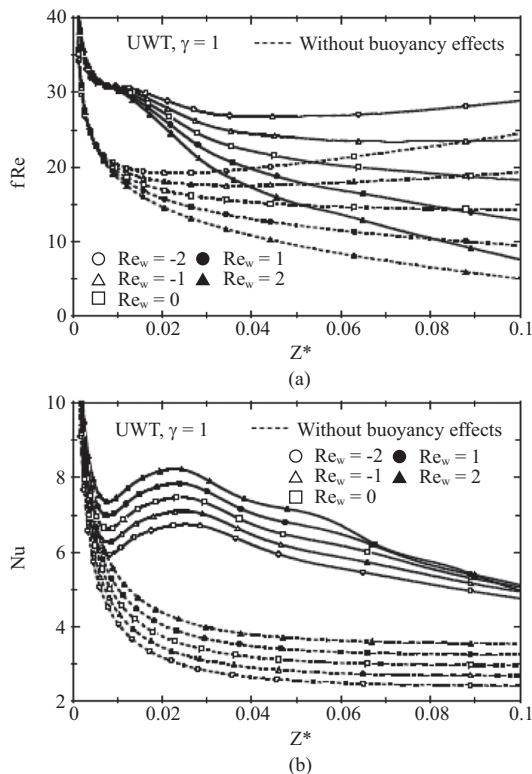 40
UWT, γ = 1
Without buoyancy effects
30
f Re
20
10
Re_w = -2
Re_w = 1
Re_w = -1
Re_w = 2
Re_w = 0
0
0 0.02 0.04 0.06 0.08 0.1
Z*
(a)
10
UWT, γ = 1
Without buoyancy effects
Re_w = -2
Re_w = 1
8
Re_w = -1
Re_w = 2
Re_w = 0
Nu
6
4
2
0 0.02 0.04 0.06 0.08 0.1
Z*
(b)